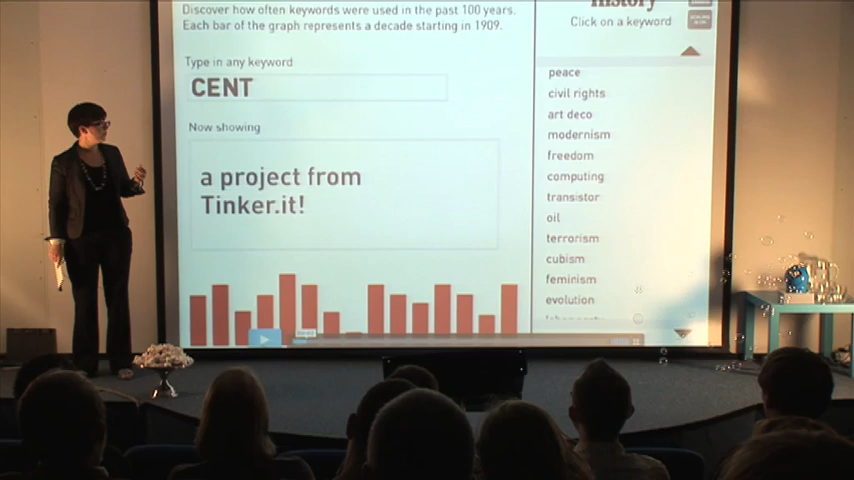 Discover how often keywords were used in the past 100 years.
Each bar of the graph represents a decade starting in 1909.
Type in any keyword
CENT
Now showing
a project from
Tinker.it!
History
Click on a keyword
peace
civil rights
art deco
modernism
freedom
computing
transistor
oil
terrorism
cubism
feminism
evolution